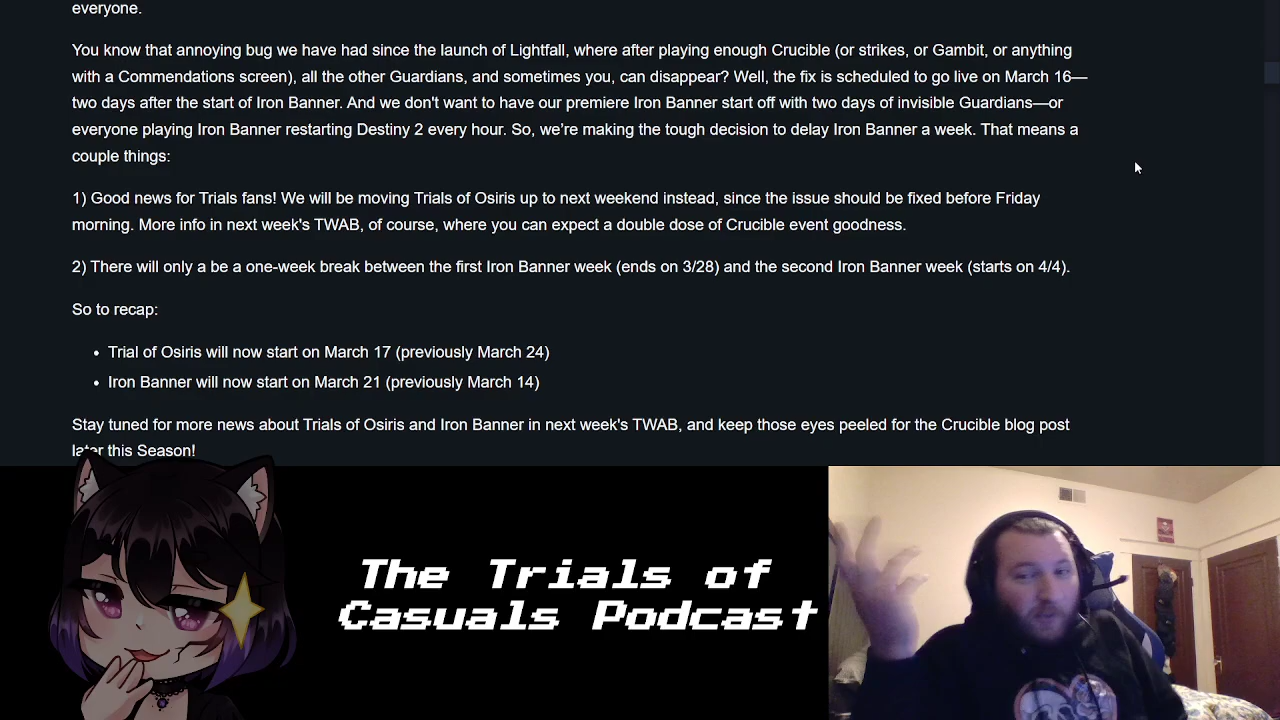 everyone.
You know that annoying bug we have had since the launch of Lightfall, where after playing enough Crucible (or strikes, or Gambit, or anything
with a Commendations screen), all the other Guardians, and sometimes you, can disappear? Well, the fix is scheduled to go live on March 16—
two days after the start of Iron Banner. And we don't want to have our premiere Iron Banner start off with two days of invisible Guardians—or
everyone playing Iron Banner restarting Destiny 2 every hour. So, we're making the tough decision to delay Iron Banner a week. That means a
couple things:
1) Good news for Trials fans! We will be moving Trials of Osiris up to next weekend instead, since the issue should be fixed before Friday
morning. More info in next week's TWAB, of course, where you can expect a double dose of Crucible event goodness.
2) There will only a be a one-week break between the first Iron Banner week (ends on 3/28) and the second Iron Banner week (starts on 4/4).
So to recap:
• Trial of Osiris will now start on March 17 (previously March 24)
• Iron Banner will now start on March 21 (previously March 14)
Stay tuned for more news about Trials of Osiris and Iron Banner in next week's TWAB, and keep those eyes peeled for the Crucible blog post
later this Season!
The Trials of
Casuals Podcast